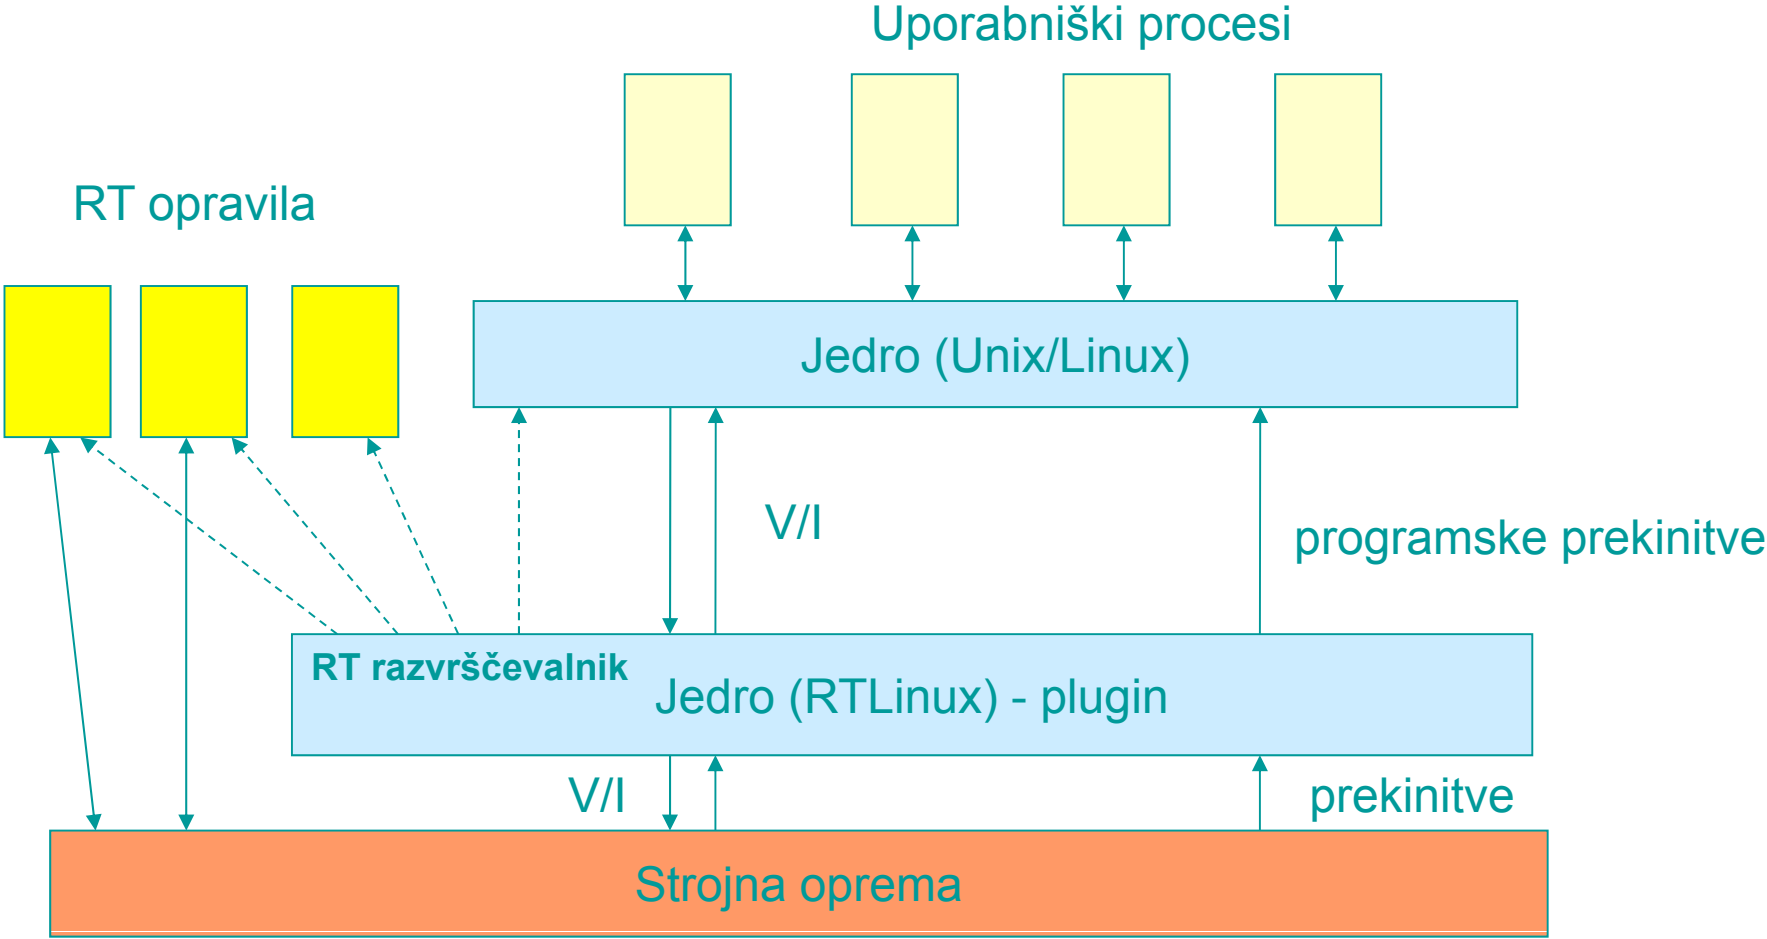 Uporabniški procesi
RT opravila
Jedro (Unix/Linux)
V/I
programske prekinitve
RT razvrščevalnik
Jedro (RTLinux) - plugin
V/I
prekinitve
Strojna oprema